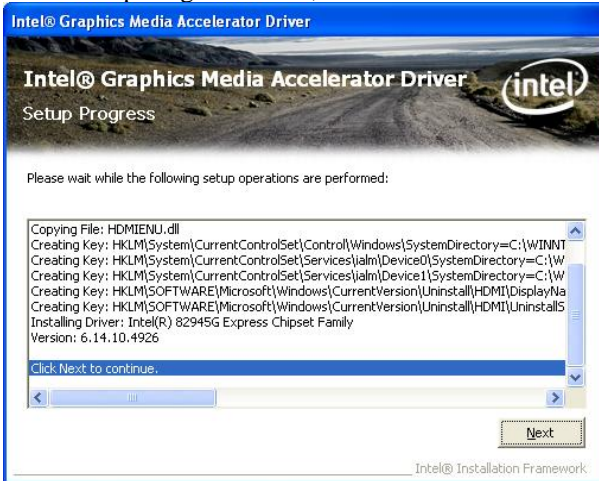 Intel® Graphics Media Accelerator Driver
Intel® Graphics Media Accelerator Driver
intel
Setup Progress
Please wait while the following setup operations are performed:
Copying File: HDMIENU.dll
Creating Key: HKLM\System\CurrentControlSet\Control\Windows\SystemDirectory=C:\WINNT
Creating Key: HKLM\System\CurrentControlSet\Services\ialm\Device0\SystemDirectory=C:\W
Creating Key: HKLM\System\CurrentControlSet\Services\ialm\Device1\SystemDirectory=C:\W
Creating Key: HKLM\SOFTWARE\Microsoft\Windows\CurrentVersion\Uninstall\HDMI\DisplayNa
Creating Key: HKLM\SOFTWARE\Microsoft\Windows\CurrentVersion\Uninstall\HDMI\UninstallS
Installing Driver: Intel(R) 82945G Express Chipset Family
Version: 6.14.10.4926
Click Next to continue.
Next
Intel® Installation Framework